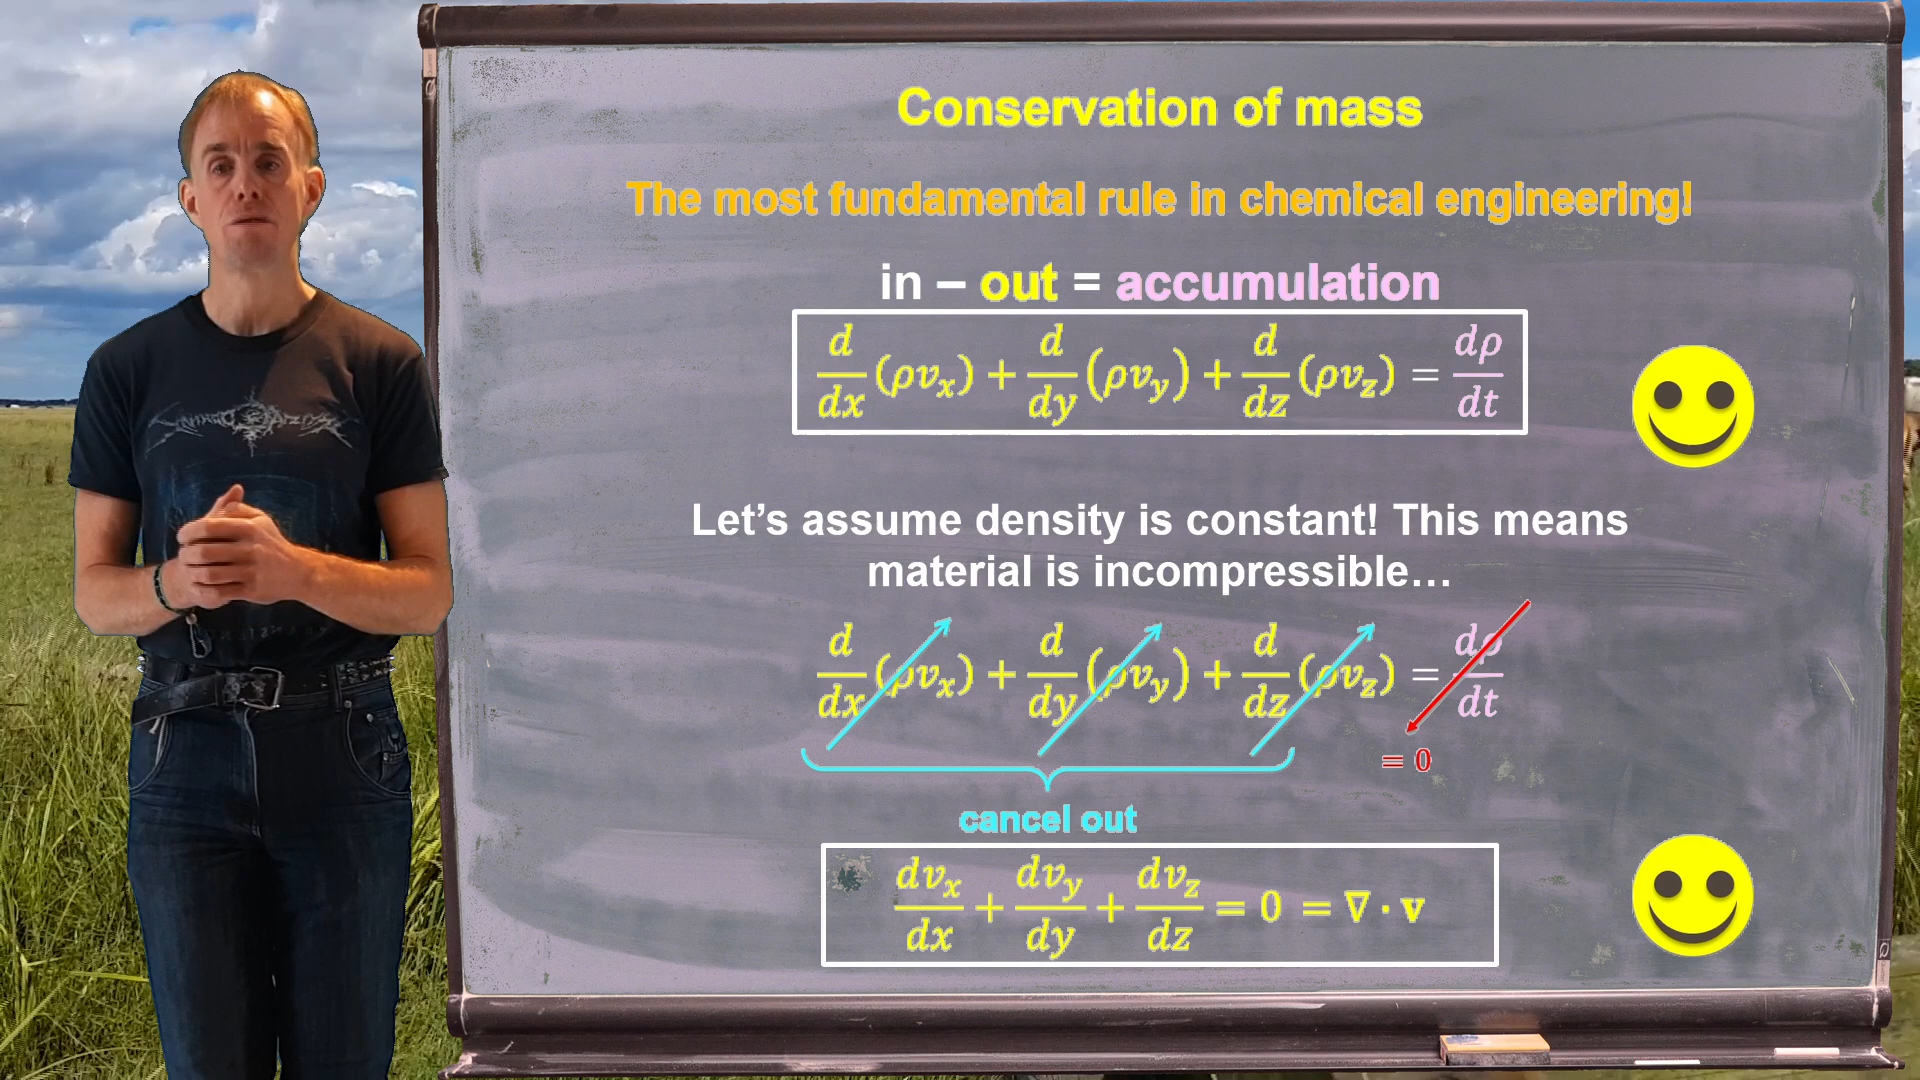 Conservation of mass
The most fundamental rule in chemical engineering!
in – out = accumulation
d/dx (ρv_x) + d/dy (ρv_y) + d/dz (ρv_z) = dρ/dt
Let’s assume density is constant! This means
material is incompressible…
d/dx (ρv_x) + d/dy (ρv_y) + d/dz (ρv_z) = dρ/dt
= 0
cancel out
dv_x/dx + dv_y/dy + dv_z/dz = 0 = ∇ · v